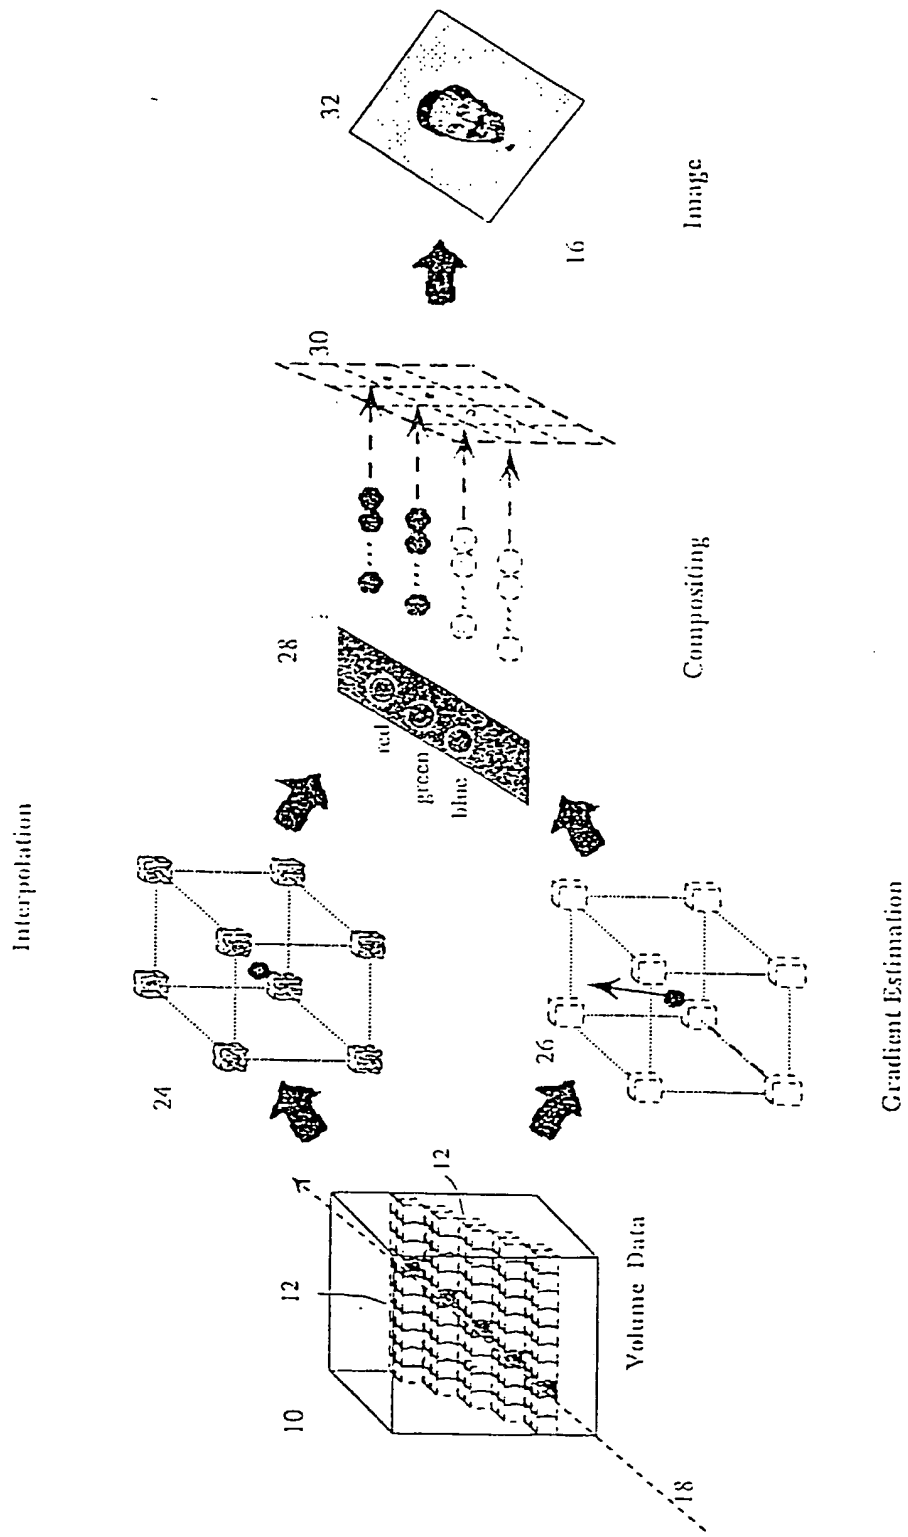 Interpolation
24
12
12
10
18
Volume Data
26
Gradient Estimation
28
red
green
blue
Compositing
30
32
16
Image